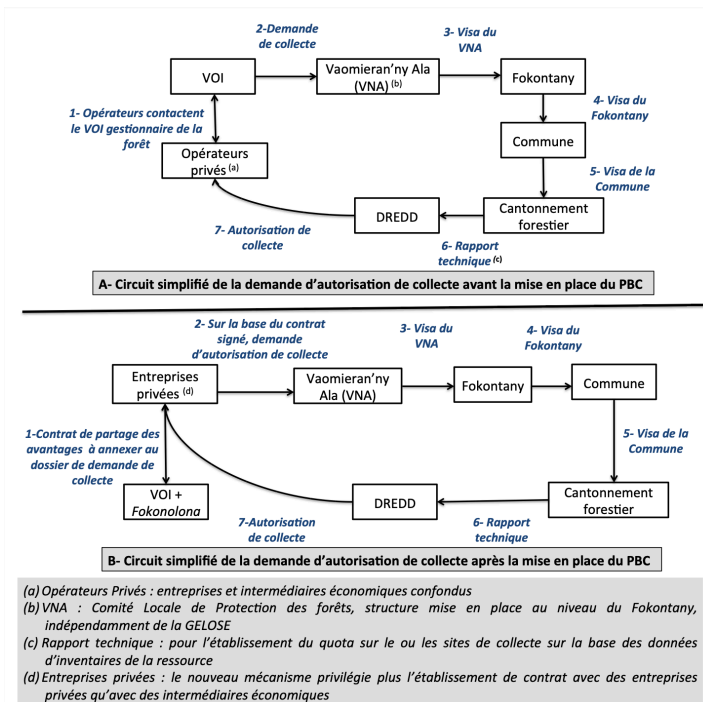 2-Demande
de collecte
3- Visa du
VNA
VOI
Vaomieran’ny Ala
(VNA) (b)
Fokontany
1- Opérateurs contactent
le VOI gestionnaire de la
forêt
4- Visa du
Fokontany
Commune
Opérateurs
privés (a)
5- Visa de la
Commune
DREDD
Cantonnement
forestier
7- Autorisation de
collecte
6- Rapport
technique (c)
A- Circuit simplifié de la demande d’autorisation de collecte avant la mise en place du PBC
2- Sur la base du contrat
signé, demande
d’autorisation de collecte
3- Visa du
VNA
4- Visa du
Fokontany
Entreprises
privées (d)
Vaomieran’ny
Ala (VNA)
Fokontany
Commune
1-Contrat de partage des
avantages à annexer au
dossier de demande de
collecte
5- Visa de la
Commune
VOI +
Fokonolona
DREDD
Cantonnement
forestier
7-Autorisation
de collecte
6- Rapport
technique
B- Circuit simplifié de la demande d’autorisation de collecte après la mise en place du PBC
(a) Opérateurs Privés : entreprises et intermédiaires économiques confondus
(b) VNA : Comité Locale de Protection des forêts, structure mise en place au niveau du Fokontany,
indépendamment de la GELOSE
(c) Rapport technique : pour l’établissement du quota sur le ou les sites de collecte sur la base des données
d’inventaires de la ressource
(d) Entreprises privées : le nouveau mécanisme privilégie plus l’établissement de contrat avec des entreprises
privées qu’avec des intermédiaires économiques